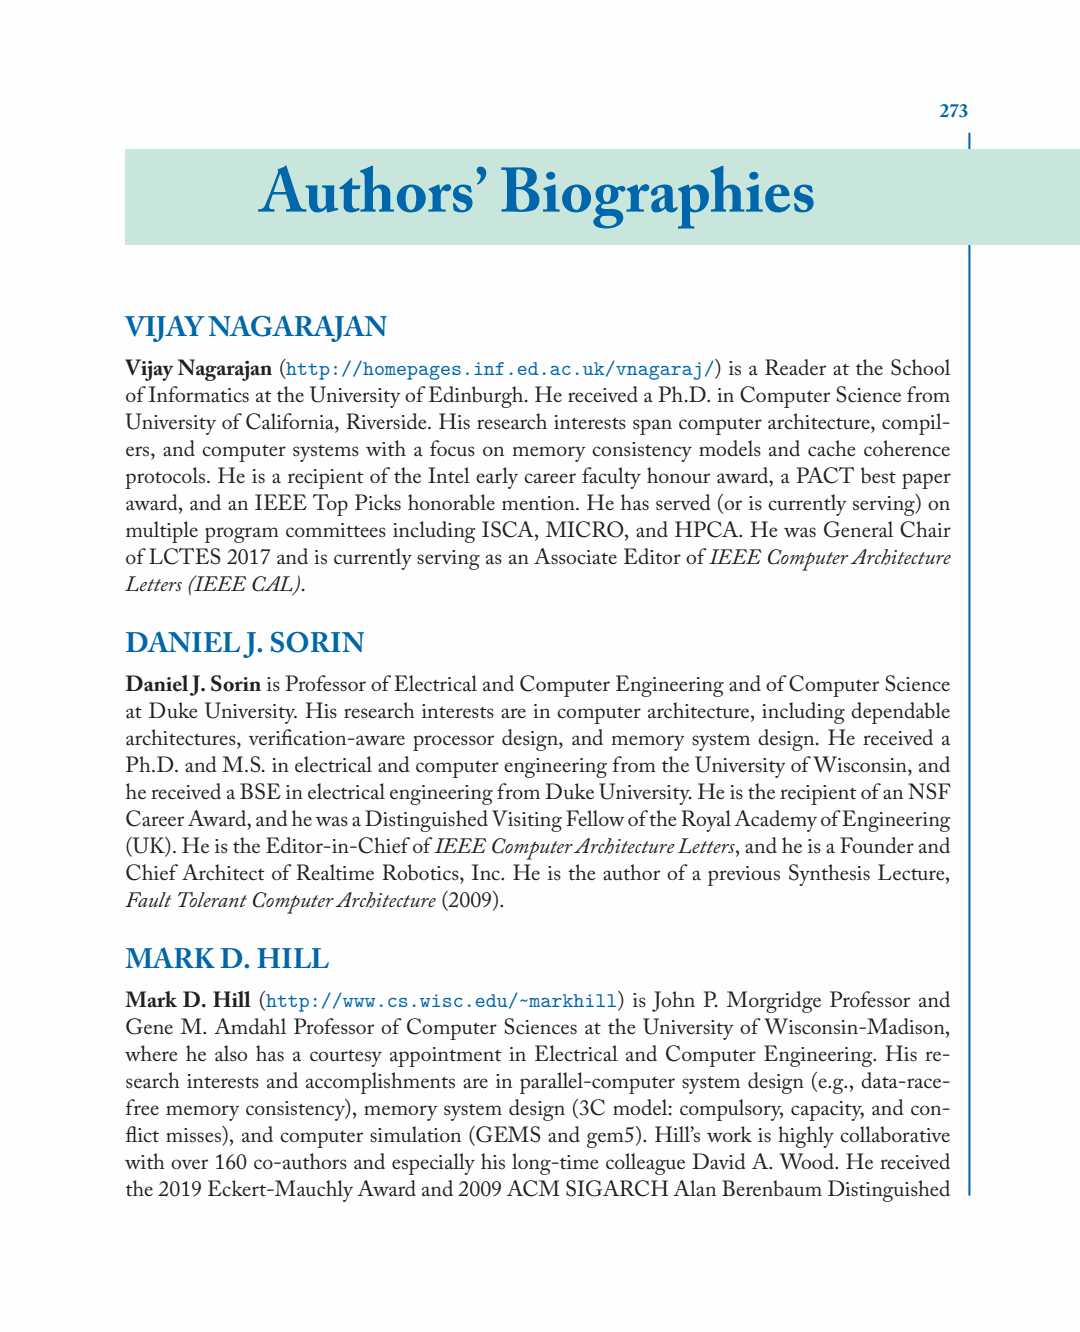 273
Authors’ Biographies
VIJAY NAGARAJAN
Vijay Nagarajan (http://homepages.inf.ed.ac.uk/vnagaraj/) is a Reader at the School
of Informatics at the University of Edinburgh. He received a Ph.D. in Computer Science from
University of California, Riverside. His research interests span computer architecture, compil-
ers, and computer systems with a focus on memory consistency models and cache coherence
protocols. He is a recipient of the Intel early career faculty honour award, a PACT best paper
award, and an IEEE Top Picks honorable mention. He has served (or is currently serving) on
multiple program committees including ISCA, MICRO, and HPCA. He was General Chair
of LCTES 2017 and is currently serving as an Associate Editor of IEEE Computer Architecture
Letters (IEEE CAL).
DANIEL J. SORIN
Daniel J. Sorin is Professor of Electrical and Computer Engineering and of Computer Science
at Duke University. His research interests are in computer architecture, including dependable
architectures, verification-aware processor design, and memory system design. He received a
Ph.D. and M.S. in electrical and computer engineering from the University of Wisconsin, and
he received a BSE in electrical engineering from Duke University. He is the recipient of an NSF
Career Award, and he was a Distinguished Visiting Fellow of the Royal Academy of Engineering
(UK). He is the Editor-in-Chief of IEEE Computer Architecture Letters, and he is a Founder and
Chief Architect of Realtime Robotics, Inc. He is the author of a previous Synthesis Lecture,
Fault Tolerant Computer Architecture (2009).
MARK D. HILL
Mark D. Hill (http://www.cs.wisc.edu/~markhill) is John P. Morgridge Professor and
Gene M. Amdahl Professor of Computer Sciences at the University of Wisconsin-Madison,
where he also has a courtesy appointment in Electrical and Computer Engineering. His re-
search interests and accomplishments are in parallel-computer system design (e.g., data-race-
free memory consistency), memory system design (3C model: compulsory, capacity, and con-
flict misses), and computer simulation (GEMS and gem5). Hill’s work is highly collaborative
with over 160 co-authors and especially his long-time colleague David A. Wood. He received
the 2019 Eckert-Mauchly Award and 2009 ACM SIGARCH Alan Berenbaum Distinguished